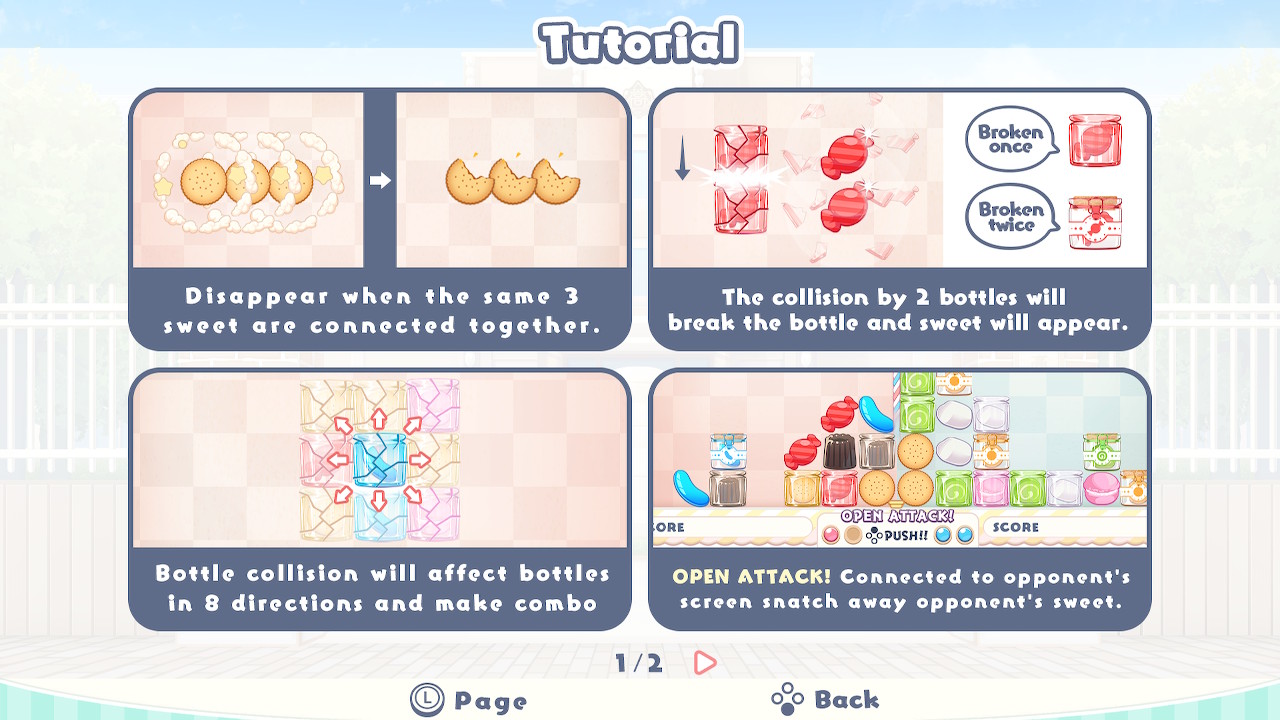 Tutorial
Disappear when the same 3
sweet are connected together.
Broken
once
Broken
twice
The collision by 2 bottles will
break the bottle and sweet will appear.
Bottle collision will affect bottles
in 8 directions and make combo
OPEN ATTACK!
CORE
PUSH!!
SCORE
OPEN ATTACK! Connected to opponent's
screen snatch away opponent's sweet.
1/2
L Page
Back